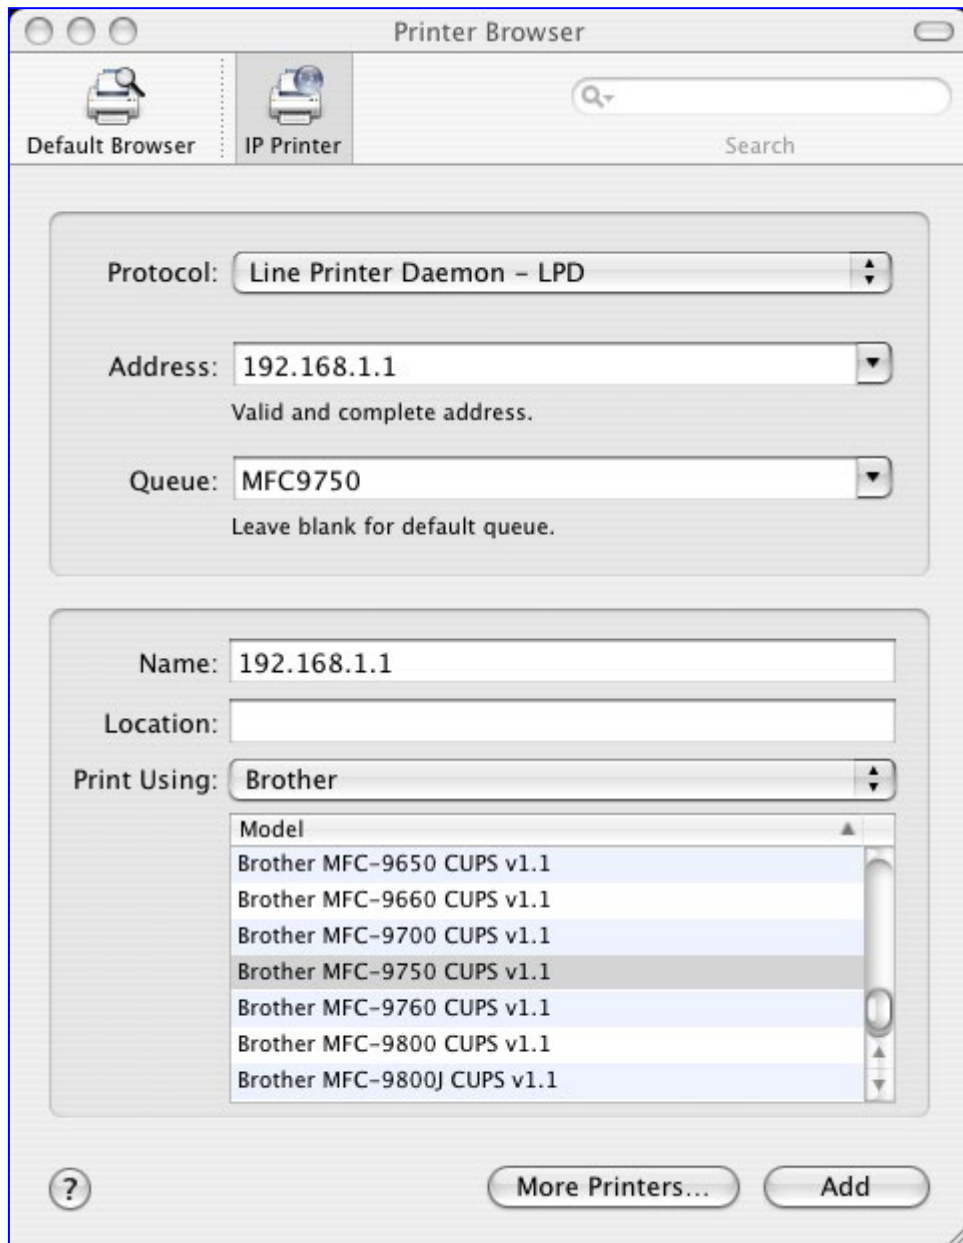 Printer Browser
Default Browser
IP Printer
Search
Protocol: Line Printer Daemon – LPD
Address: 192.168.1.1
Valid and complete address.
Queue: MFC9750
Leave blank for default queue.
Name: 192.168.1.1
Location:
Print Using: Brother
Model
Brother MFC-9650 CUPS v1.1
Brother MFC-9660 CUPS v1.1
Brother MFC-9700 CUPS v1.1
Brother MFC-9750 CUPS v1.1
Brother MFC-9760 CUPS v1.1
Brother MFC-9800 CUPS v1.1
Brother MFC-9800J CUPS v1.1
? More Printers... Add